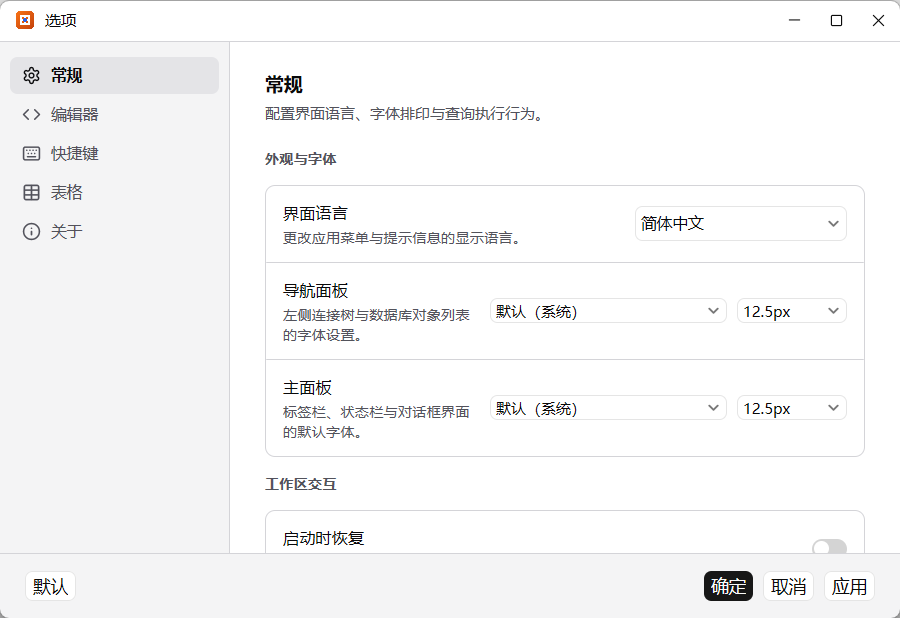 选项
常规
编辑器
快捷键
表格
关于
常规
配置界面语言、字体排印与查询执行行为。
外观与字体
界面语言
更改应用菜单与提示信息的显示语言。
简体中文
导航面板
左侧连接树与数据库对象列表
的字体设置。
默认（系统）
12.5px
主面板
标签栏、状态栏与对话框界面
的默认字体。
默认（系统）
12.5px
工作区交互
启动时恢复
默认
确定
取消
应用